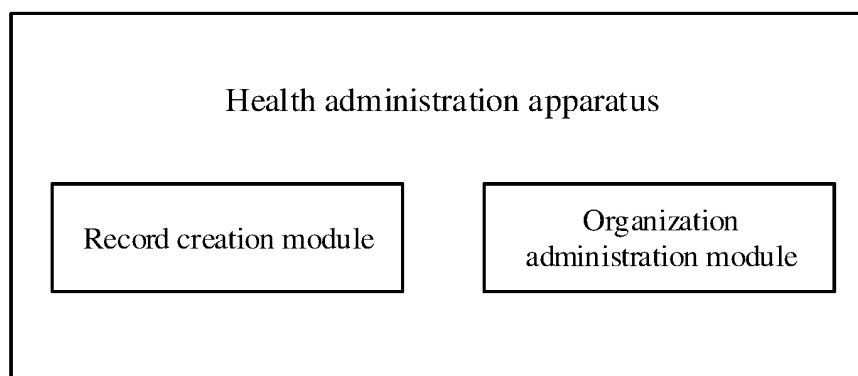 Health administration apparatus
Record creation module
Organization
administration module